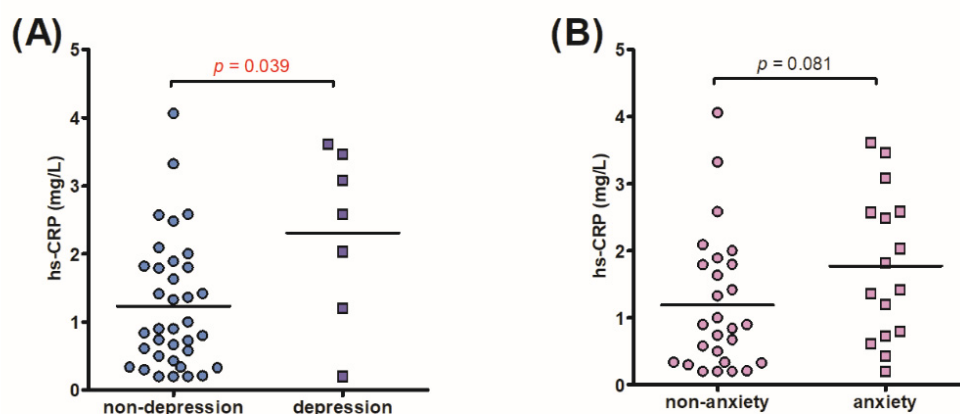 (A)
5
4
3
2
1
0
hs-CRP (mg/L)
p = 0.039
non-depression depression
(B)
5
4
3
2
1
0
hs-CRP (mg/L)
p = 0.081
non-anxiety anxiety